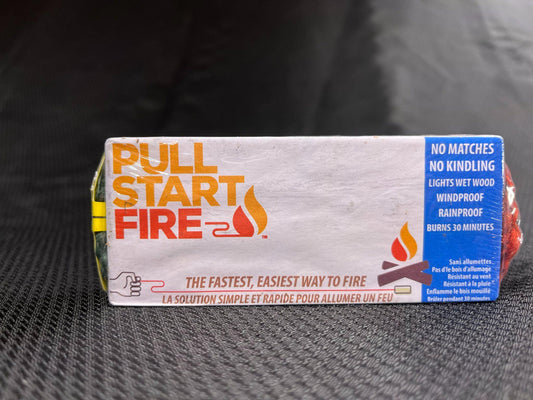 PULL
START
FIRE
TM
THE FASTEST, EASIEST WAY TO FIRE
LA SOLUTION SIMPLE ET RAPIDE POUR ALLUMER UN FEU
NO MATCHES
NO KINDLING
LIGHTS WET WOOD
WINDPROOF
RAINPROOF
BURNS 30 MINUTES
Sans allumettes
Pas d'le bois d'allumage
Résistant au vent
Résistant à la pluie
Enflamme le bois mouillé
Brûler pendant 30 minutes